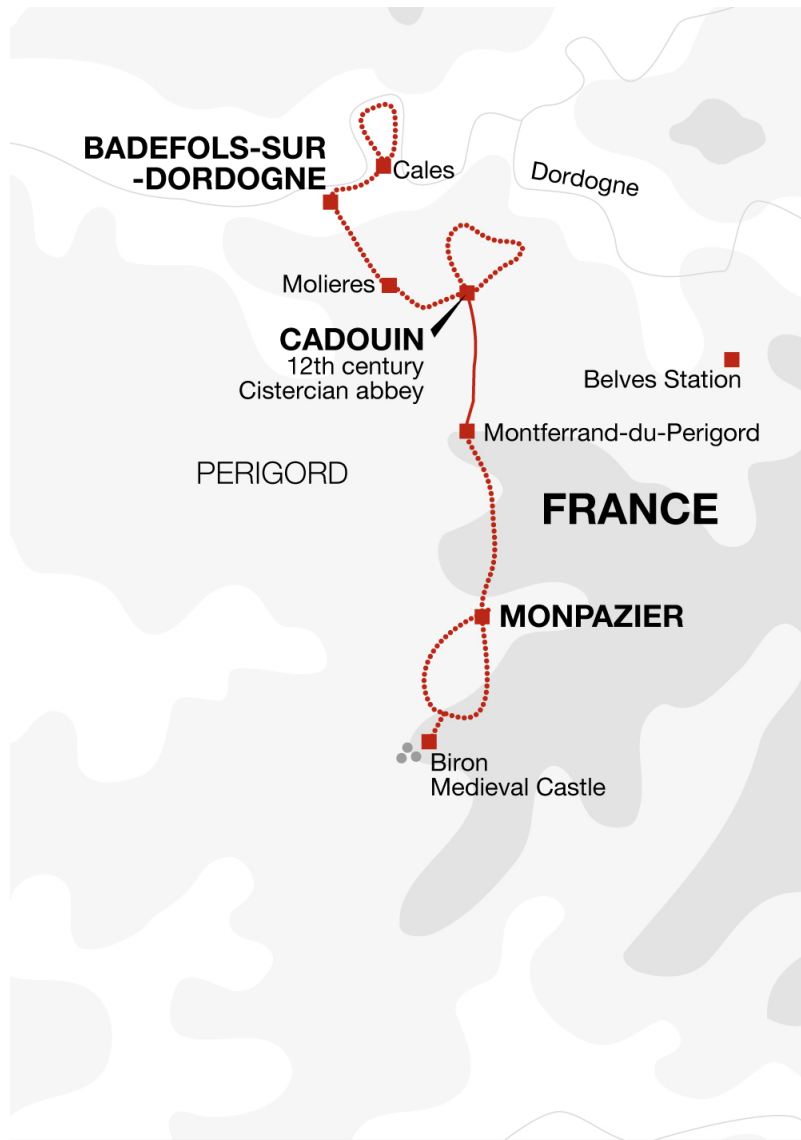 BADEFOLS-SUR
-DORDOGNE
Cales
Dordogne
Molieres
CADOUIN
12th century
Cistercian abbey
Belves Station
Montferrand-du-Perigord
PERIGORD
FRANCE
MONPAZIER
Biron
Medieval Castle